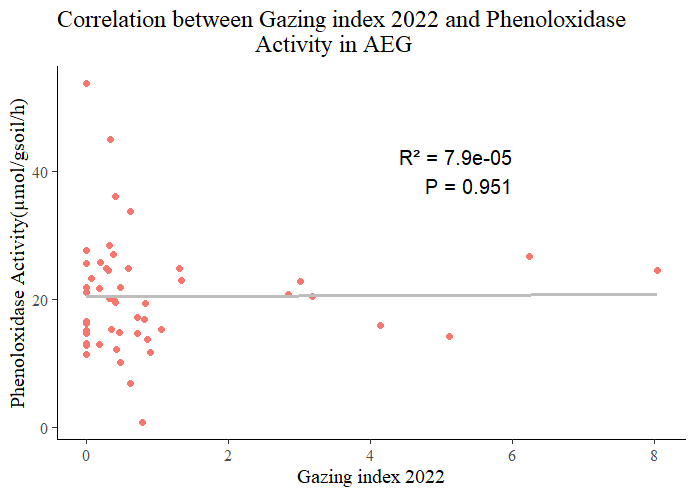 Correlation between Gazing index 2022 and Phenoloxidase
Activity in AEG
Phenoloxidase Activity(μmol/gsoil/h)
R² = 7.9e-05
P = 0.951
40
20
0
0 2 4 6 8
Gazing index 2022